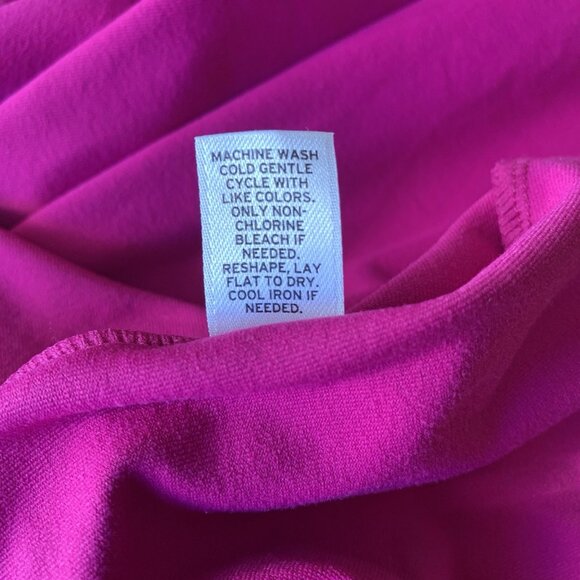 MACHINE WASH
COLD GENTLE
CYCLE WITH
LIKE COLORS.
ONLY NON-
CHLORINE
BLEACH IF
NEEDED.
RESHAPE, LAY
FLAT TO DRY.
COOL IRON IF
NEEDED.